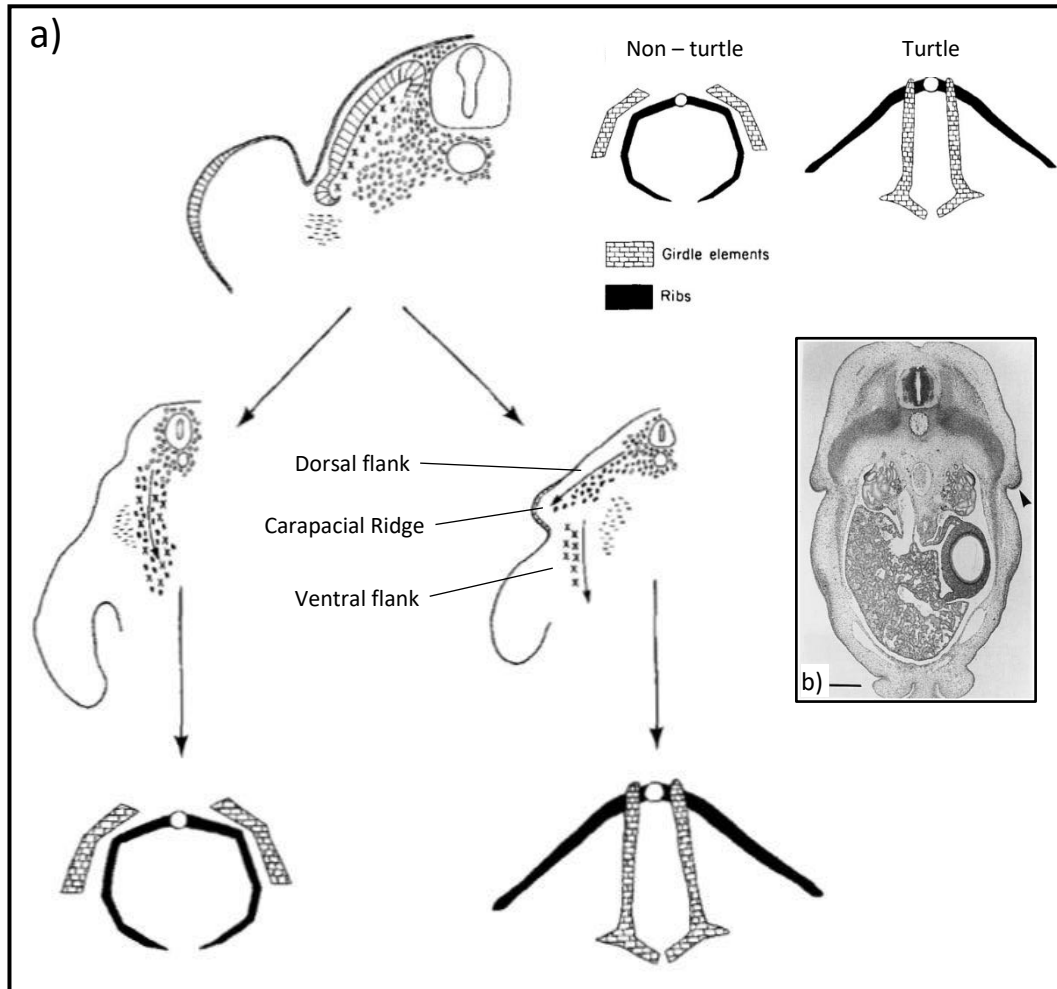 a)
Non – turtle
Turtle
Girdle elements
Ribs
Dorsal flank
Carapacial Ridge
Ventral flank
b)